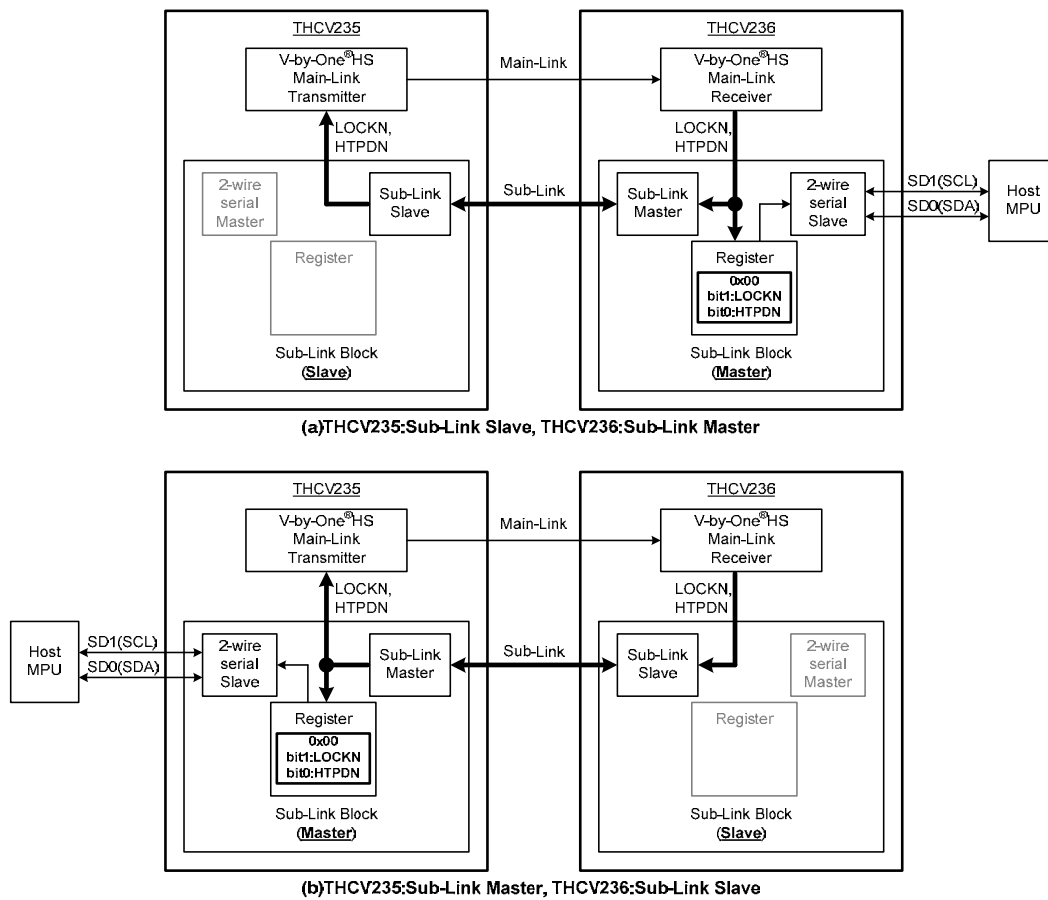 THCV235
THCV236
V-by-One®HS
Main-Link
Transmitter
Main-Link
V-by-One®HS
Main-Link
Receiver
LOCKN,
HTPDN
LOCKN,
HTPDN
2-wire
serial
Master
Sub-Link
Slave
Sub-Link
Sub-Link
Master
2-wire
serial
Slave
SD1(SCL)
SD0(SDA)
Host
MPU
Register
Register
0x00
bit1:LOCKN
bit0:HTPDN
Sub-Link Block
(Slave)
Sub-Link Block
(Master)
(a)THCV235:Sub-Link Slave, THCV236:Sub-Link Master
THCV235
THCV236
V-by-One®HS
Main-Link
Transmitter
Main-Link
V-by-One®HS
Main-Link
Receiver
LOCKN,
HTPDN
LOCKN,
HTPDN
Host
MPU
SD1(SCL)
SD0(SDA)
2-wire
serial
Slave
Sub-Link
Master
Sub-Link
Sub-Link
Slave
2-wire
serial
Master
Register
0x00
bit1:LOCKN
bit0:HTPDN
Register
Sub-Link Block
(Master)
Sub-Link Block
(Slave)
(b)THCV235:Sub-Link Master, THCV236:Sub-Link Slave